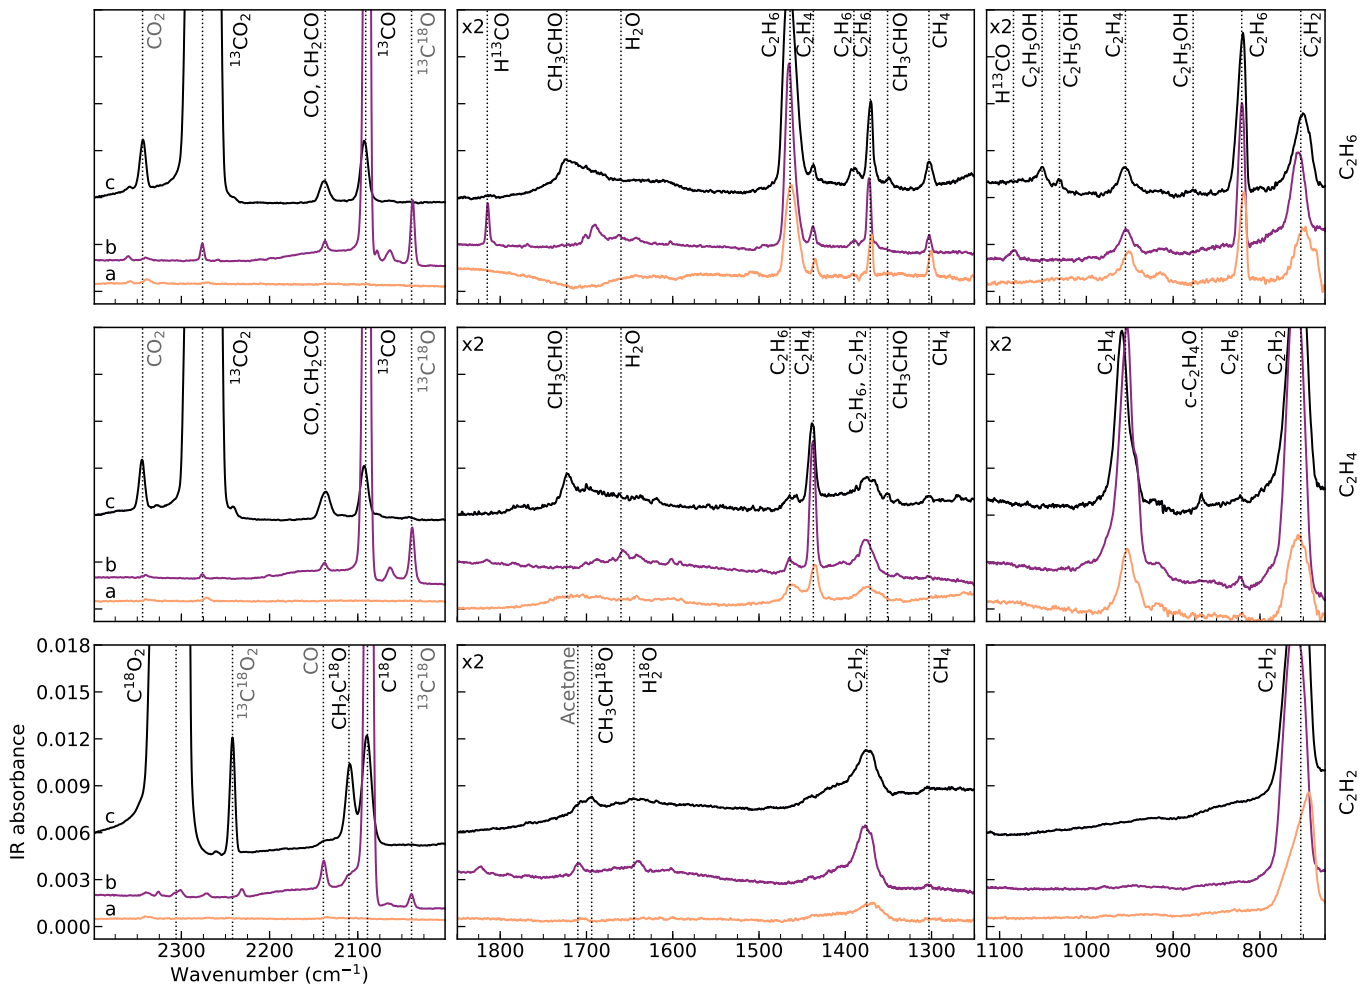 CO₂
¹³CO₂
CO, CH₂CO
¹³CO
¹³C¹⁸O
c
b
a
x2
H¹³CO
CH₃CHO
H₂O
C₂H₆
C₂H₄
C₂H₆
C₂H₆
CH₃CHO
CH₄
x2
H¹³CO
C₂H₅OH
C₂H₅OH
C₂H₄
C₂H₅OH
C₂H₆
C₂H₂
C₂H₆
CO₂
¹³CO₂
CO, CH₂CO
¹³CO
¹³C¹⁸O
c
b
a
x2
CH₃CHO
H₂O
C₂H₆
C₂H₄
C₂H₆, C₂H₂
CH₃CHO
CH₄
x2
C₂H₄
c-C₂H₄O
C₂H₆
C₂H₂
C₂H₄
C¹⁸O₂
¹³C¹⁸O₂
CO
CH₂C¹⁸O
C¹⁸O
¹³C¹⁸O
c
b
a
x2
Acetone
CH₃CH¹⁸O
H₂¹⁸O
C₂H₂
CH₄
C₂H₂
C₂H₂
IR absorbance
0.018
0.015
0.012
0.009
0.006
0.003
0.000
2300 2200 2100
1800 1700 1600 1500 1400 1300
1100 1000 900 800
Wavenumber (cm⁻¹)